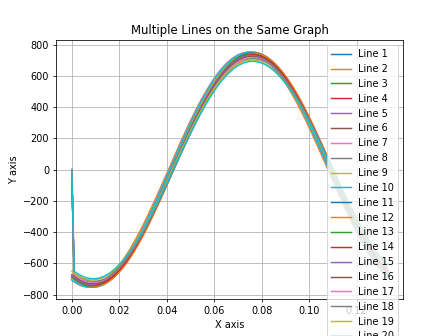 Multiple Lines on the Same Graph
800
600
400
200
0
−200
−400
−600
−800
Y axis
0.00
0.02
0.04
0.06
0.08
0.10
X axis
Line 1
Line 2
Line 3
Line 4
Line 5
Line 6
Line 7
Line 8
Line 9
Line 10
Line 11
Line 12
Line 13
Line 14
Line 15
Line 16
Line 17
Line 18
Line 19
Line 20